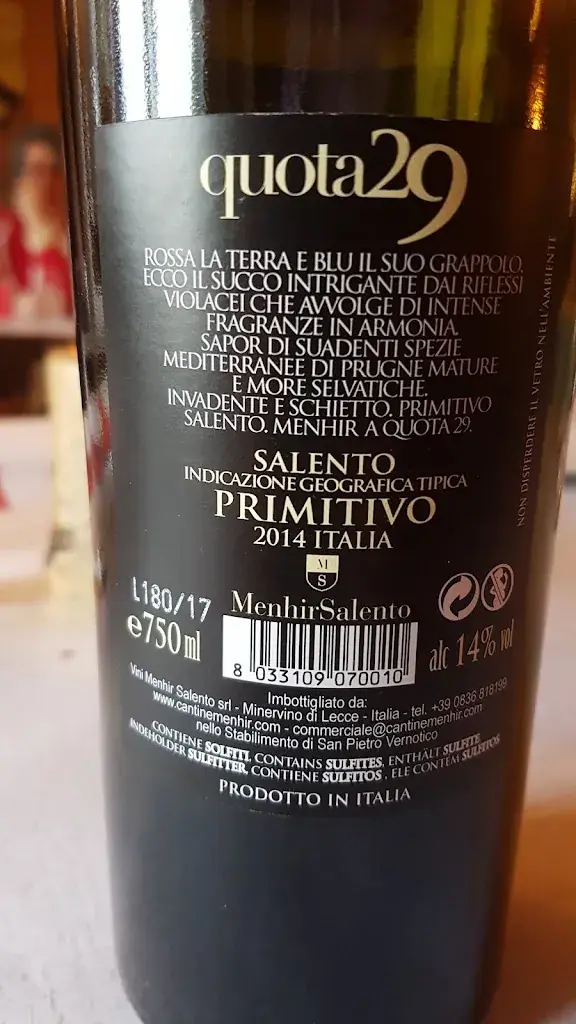 quota29
ROSSA LA TERRA E BLU IL SUO GRAPPOLO.
ECCO IL SUCCO INTRIGANTE DAI RIFLESSI
VIOLACEI CHE AVVOLGE DI INTENSE
FRAGRANZE IN ARMONIA.
SAPOR DI SUADENTI SPEZIE
MEDITERRANEE DI PRUGNE MATURE
E MORE SELVATICHE.
INVADENTE E SCHIETTO. PRIMITIVO
SALENTO. MENHIR A QUOTA 29.
NON DISPERDERE IL VETRO NELL'AMBIENTE
SALENTO
INDICAZIONE GEOGRAFICA TIPICA
PRIMITIVO
2014 ITALIA
M
S
L180/17
MenhirSalento
e750ml
alc 14% vol
8 033109 070010
Imbottigliato da:
Vini Menhir Salento srl - Minervino di Lecce - Italia - tel. +39 0836 818199
www.cantinemenhir.com - commerciale@cantinemenhir.com
nello Stabilimento di San Pietro Vernotico
CONTIENE SOLFITI, CONTAINS SULFITES, ENTHÄLT SULFITE
INDEHOLDER SULFITTER, CONTIENE SULFITOS , ELE CONTÉM SULFITOS
PRODOTTO IN ITALIA